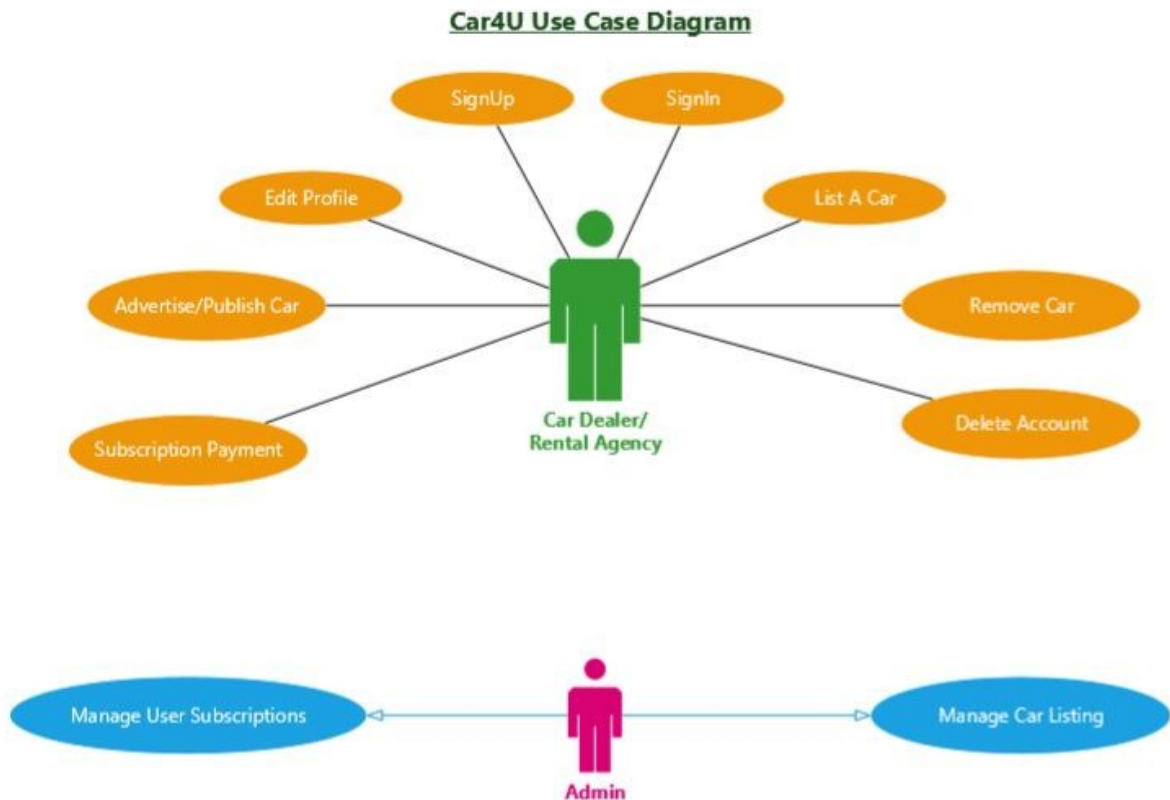 Car4U Use Case Diagram
SignUp
SignIn
Edit Profile
List A Car
Advertise/Publish Car
Remove Car
Car Dealer/
Rental Agency
Subscription Payment
Delete Account
Manage User Subscriptions
Manage Car Listing
Admin